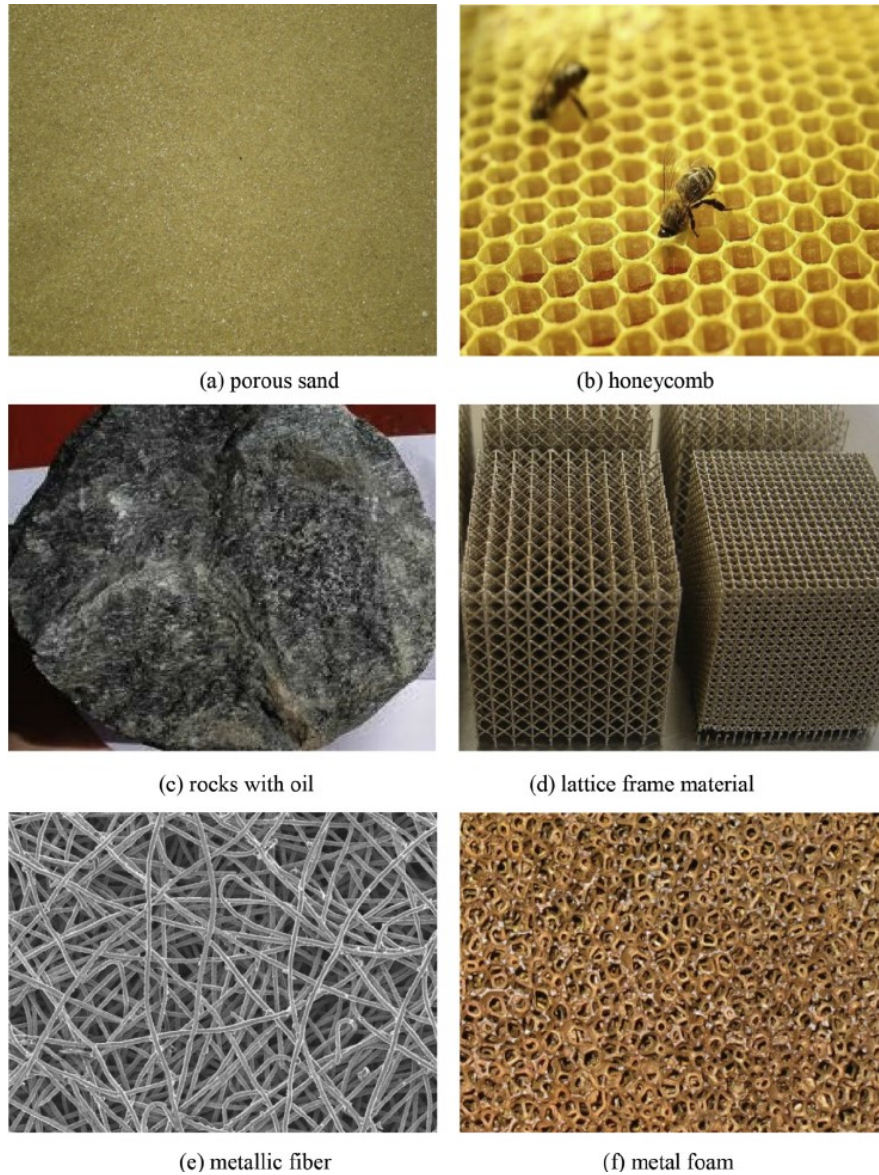 (a) porous sand
(b) honeycomb
(c) rocks with oil
(d) lattice frame material
(e) metallic fiber
(f) metal foam